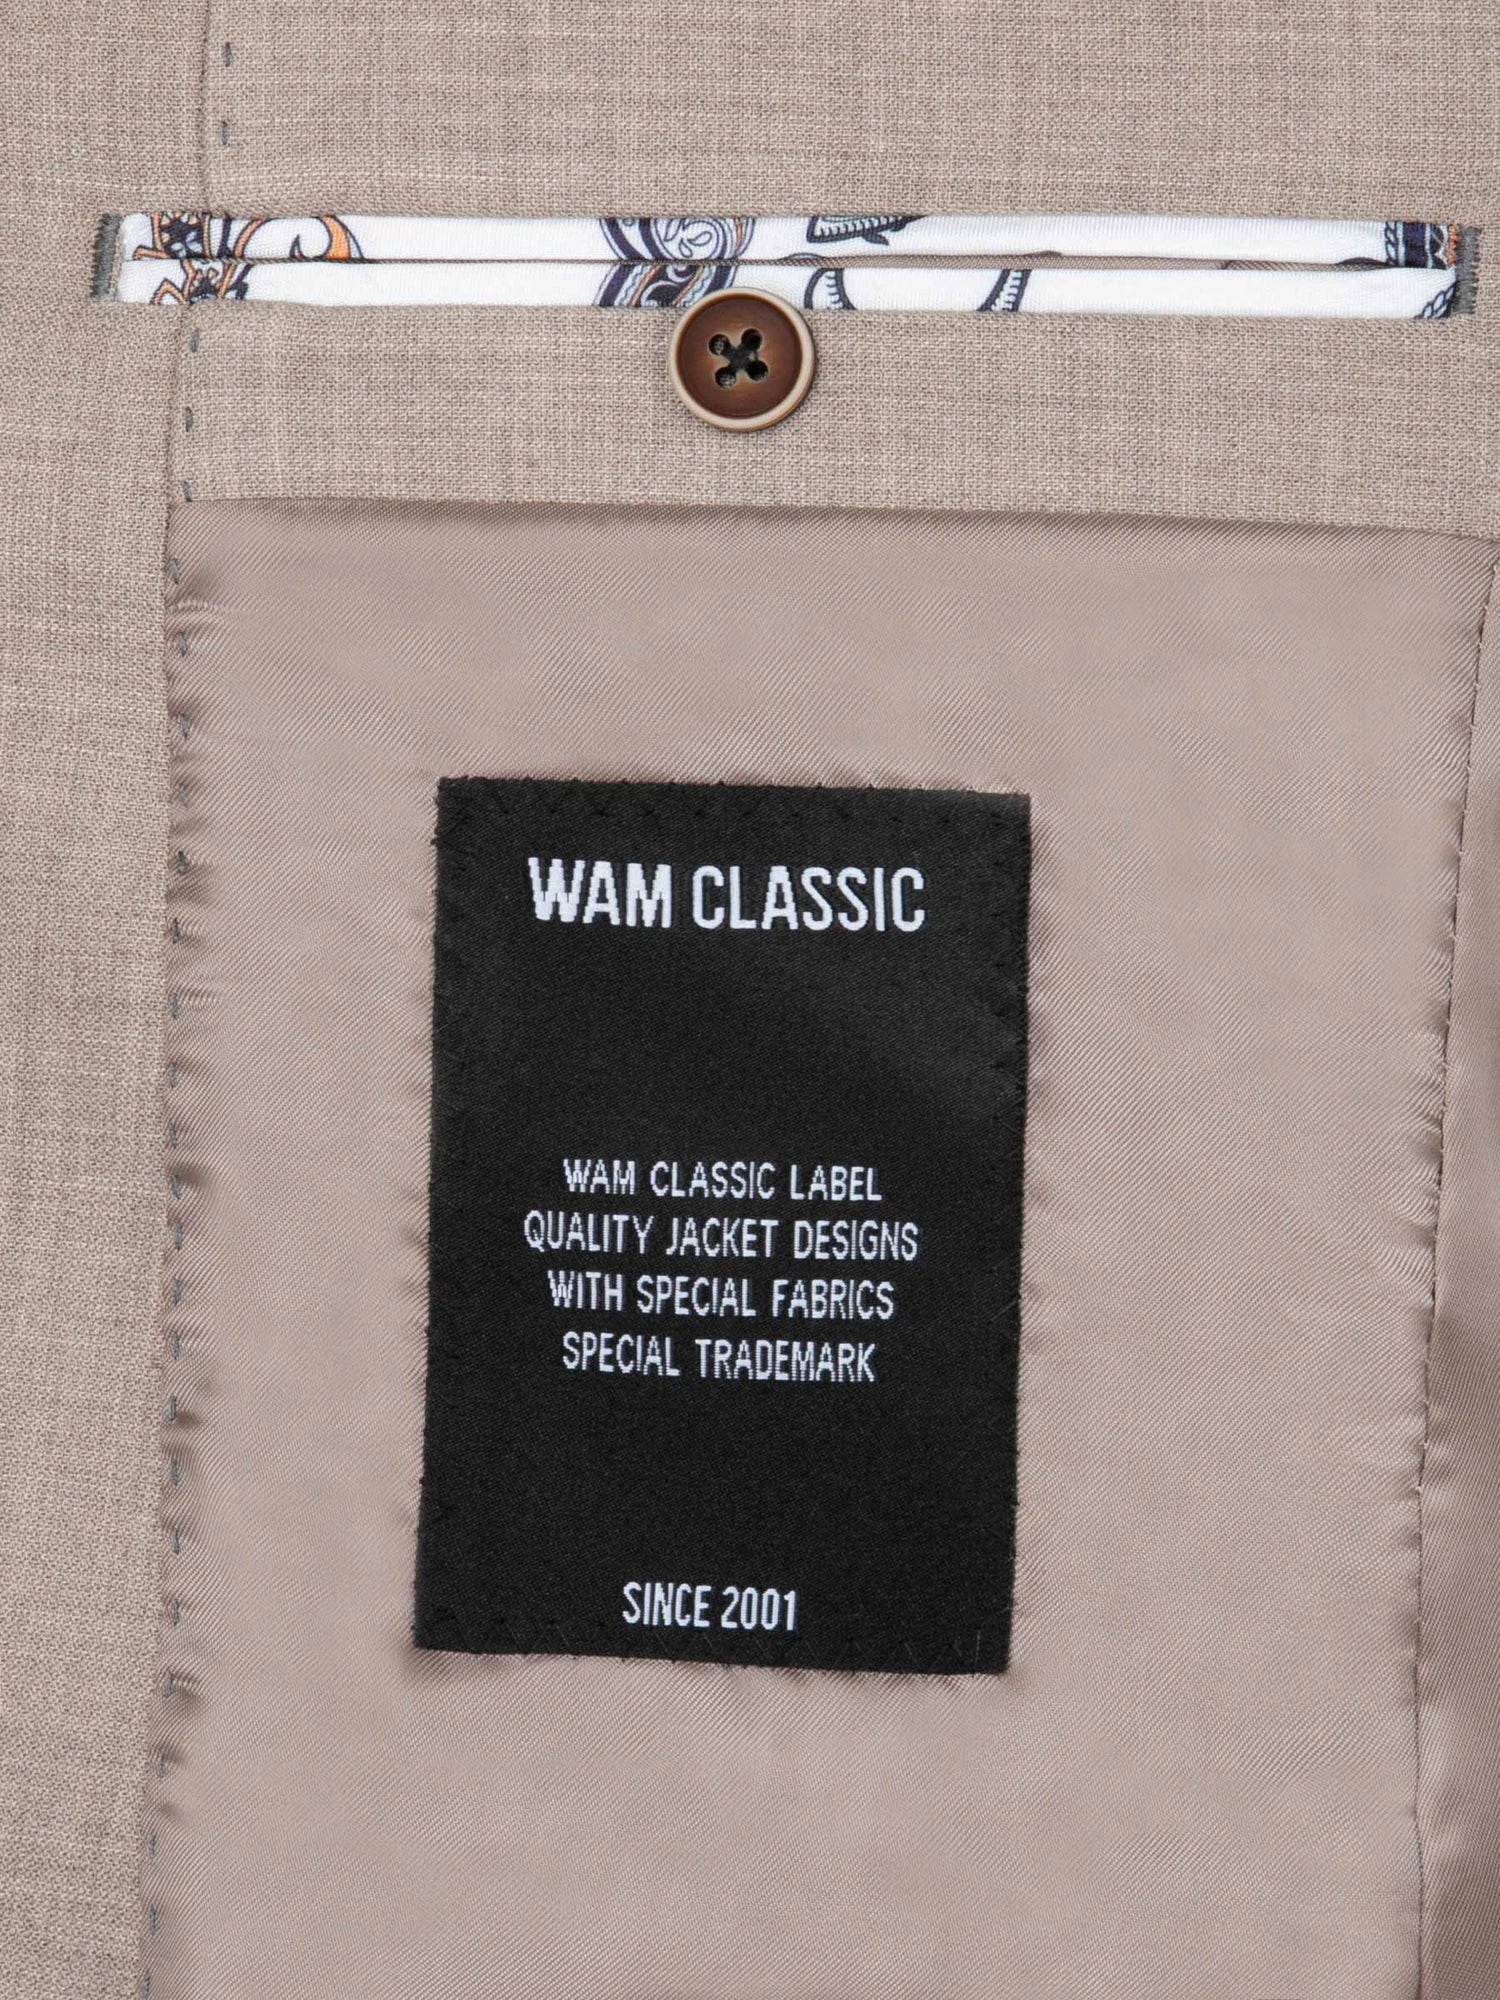 WAM CLASSIC
WAM CLASSIC LABEL
QUALITY JACKET DESIGNS
WITH SPECIAL FABRICS
SPECIAL TRADEMARK
SINCE 2001